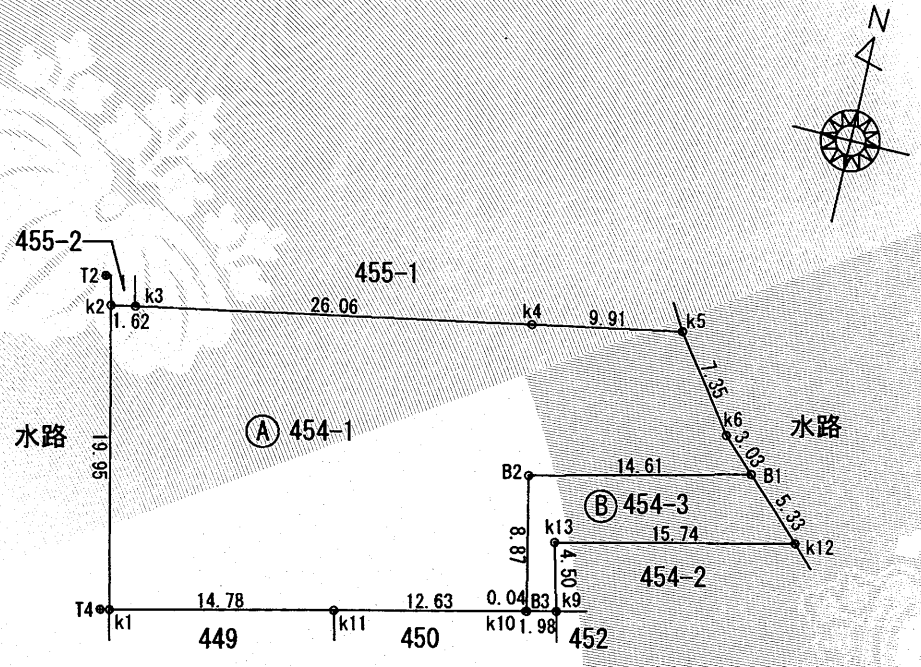 N
455-2
T2
k2
k3
1.62
26.06
455-1
k4
9.91
k5
7.35
k6
3.03
水路
水路
19.95
Ⓐ 454-1
B2
14.61
B1
Ⓑ 454-3
5.33
8.87
k13
15.74
k12
4.50
454-2
T4
k1
14.78
k11
12.63
0.04
B3
k9
k10
1.98
449
450
452